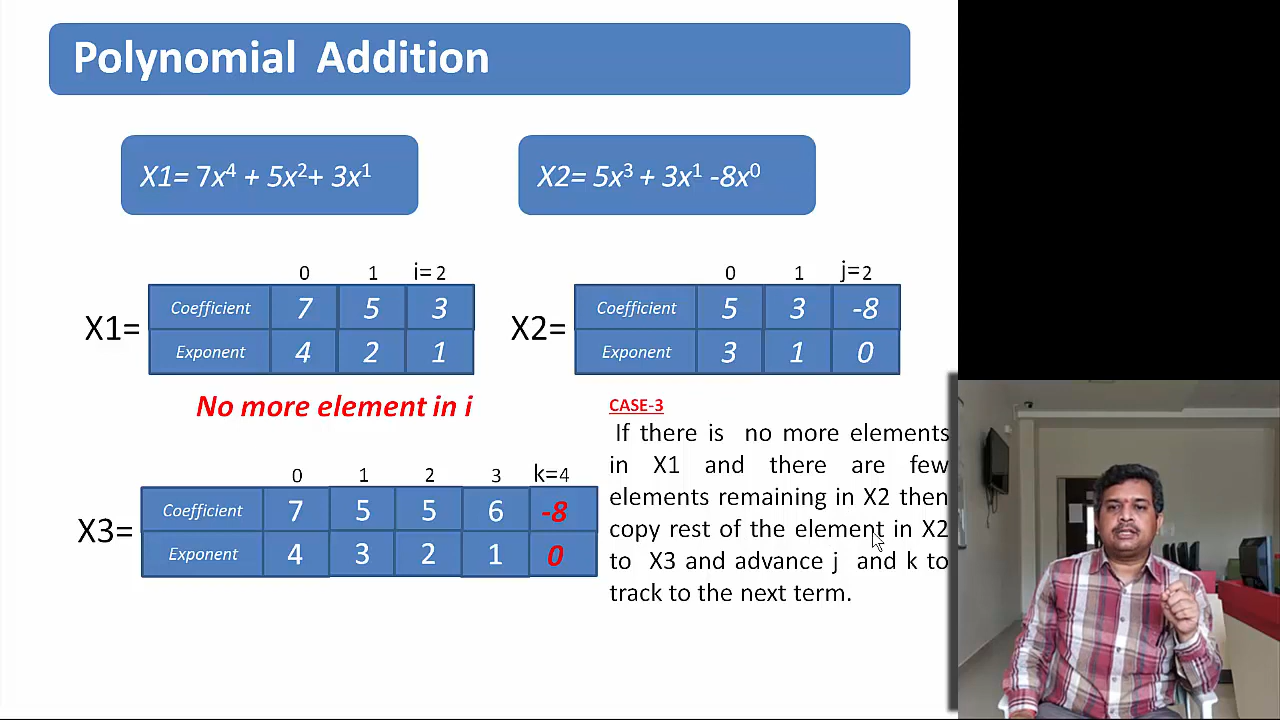 Polynomial Addition
X1= 7x⁴ + 5x²+ 3x¹
X2= 5x³ + 3x¹ -8x⁰
0 1 i= 2
X1=
Coefficient 7 5 3
Exponent 4 2 1
No more element in i
0 1 j= 2
X2=
Coefficient 5 3 -8
Exponent 3 1 0
0 1 2 3 k=4
X3=
Coefficient 7 5 5 6 -8
Exponent 4 3 2 1 0
CASE-3
If there is no more elements
in X1 and there are few
elements remaining in X2 then
copy rest of the element in X2
to X3 and advance j and k to
track to the next term.